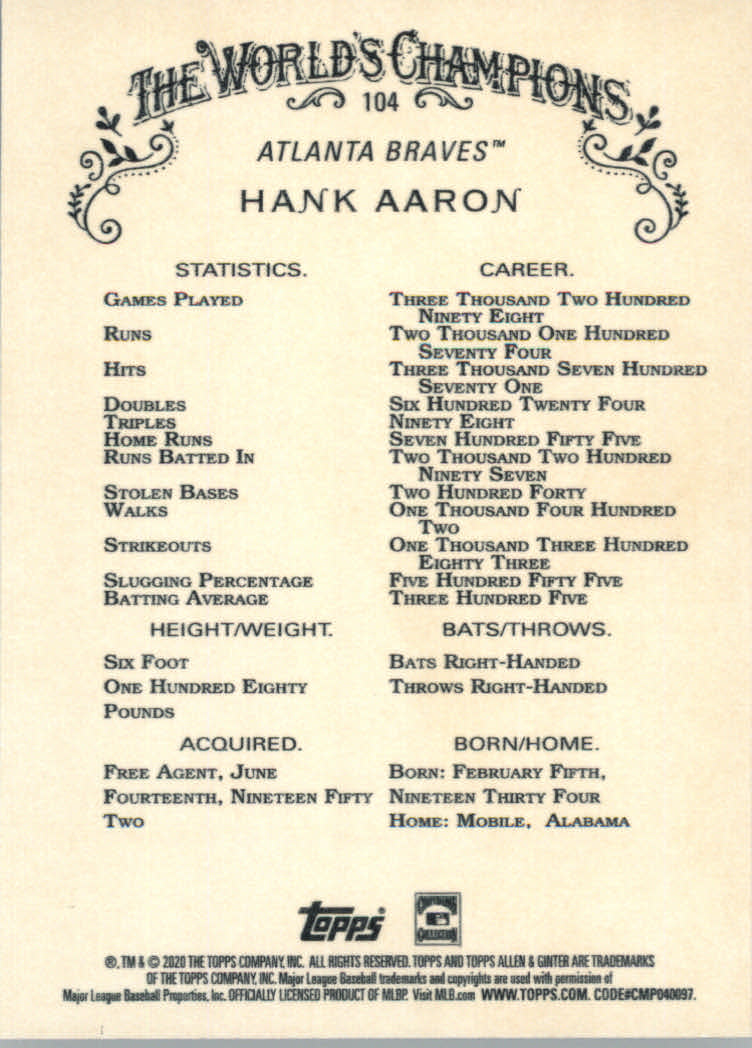 THE WORLD'S CHAMPIONS
104
ATLANTA BRAVES™
HANK AARON
STATISTICS. CAREER.
GAMES PLAYED THREE THOUSAND TWO HUNDRED
NINETY EIGHT
RUNS TWO THOUSAND ONE HUNDRED
SEVENTY FOUR
HITS THREE THOUSAND SEVEN HUNDRED
SEVENTY ONE
DOUBLES SIX HUNDRED TWENTY FOUR
TRIPLES NINETY EIGHT
HOME RUNS SEVEN HUNDRED FIFTY FIVE
RUNS BATTED IN TWO THOUSAND TWO HUNDRED
NINETY SEVEN
STOLEN BASES TWO HUNDRED FORTY
WALKS ONE THOUSAND FOUR HUNDRED
TWO
STRIKEOUTS ONE THOUSAND THREE HUNDRED
EIGHTY THREE
SLUGGING PERCENTAGE FIVE HUNDRED FIFTY FIVE
BATTING AVERAGE THREE HUNDRED FIVE
HEIGHT/WEIGHT. BATS/THROWS.
SIX FOOT BATS RIGHT-HANDED
ONE HUNDRED EIGHTY THROWS RIGHT-HANDED
POUNDS
ACQUIRED. BORN/HOME.
FREE AGENT, JUNE BORN: FEBRUARY FIFTH,
FOURTEENTH, NINETEEN FIFTY NINETEEN THIRTY FOUR
TWO HOME: MOBILE, ALABAMA
topps®
COOPERSTOWN
COLLECTION
®, TM & © 2020 THE TOPPS COMPANY, INC. ALL RIGHTS RESERVED. TOPPS AND TOPPS ALLEN & GINTER ARE TRADEMARKS
OF THE TOPPS COMPANY, INC. Major League Baseball trademarks and copyrights are used with permission of
Major League Baseball Properties, Inc. OFFICIALLY LICENSED PRODUCT OF MLBP. Visit MLB.com WWW.TOPPS.COM. CODE#CMP040097.